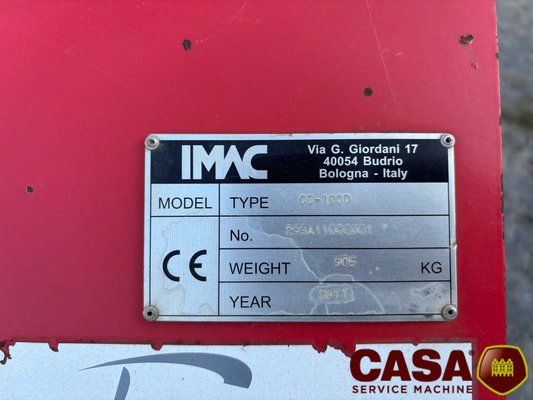 IMAC
Via G. Giordani 17
40054 Budrio
Bologna - Italy
MODEL
TYPE
No.
CE
WEIGHT 905 KG
YEAR 2011
CASA
SERVICE MACHINE